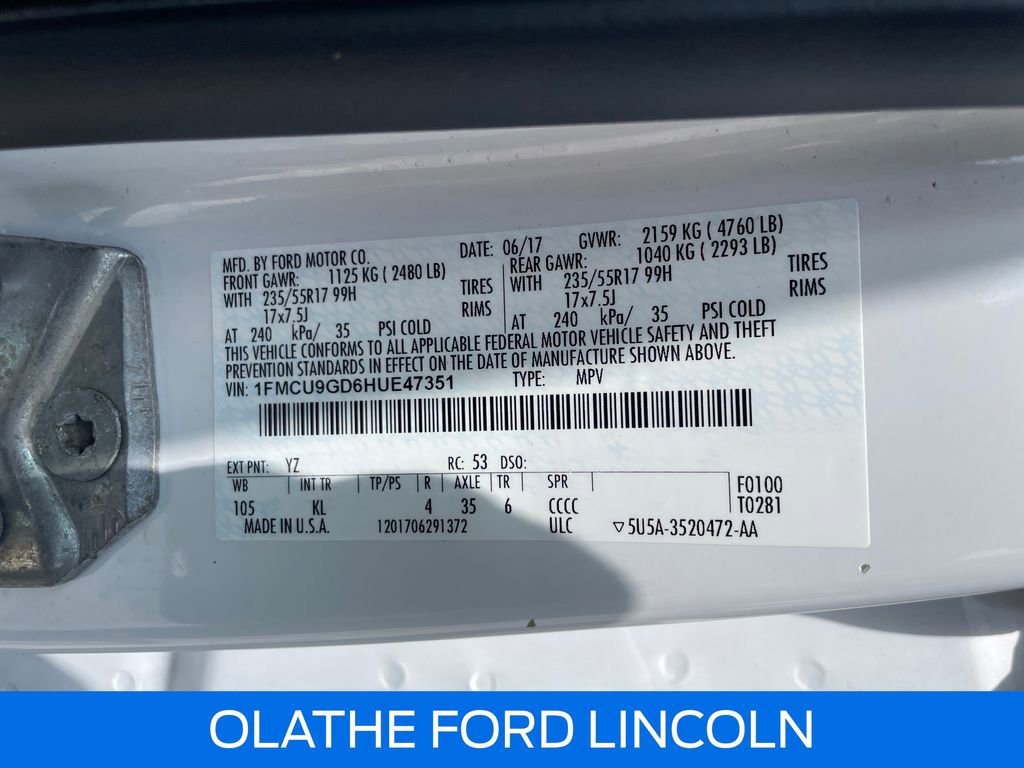 MFD. BY FORD MOTOR CO. DATE: 06/17 GVWR: 2159 KG ( 4760 LB)
FRONT GAWR: 1125 KG ( 2480 LB) REAR GAWR: 1040 KG ( 2293 LB)
WITH 235/55R17 99H TIRES WITH 235/55R17 99H TIRES
17x7.5J RIMS 17x7.5J RIMS
AT 240 kPa/ 35 PSI COLD AT 240 kPa/ 35 PSI COLD
THIS VEHICLE CONFORMS TO ALL APPLICABLE FEDERAL MOTOR VEHICLE SAFETY AND THEFT
PREVENTION STANDARDS IN EFFECT ON THE DATE OF MANUFACTURE SHOWN ABOVE.
VIN: 1FMCU9GD6HUE47351 TYPE: MPV
EXT PNT: YZ RC: 53 DSO:
WB INT TR TP/PS R AXLE TR SPR F0100
105 KL 4 35 6 CCCC T0281
MADE IN U.S.A. 1201706291372 ULC ▽5U5A-3520472-AA
OLATHE FORD LINCOLN